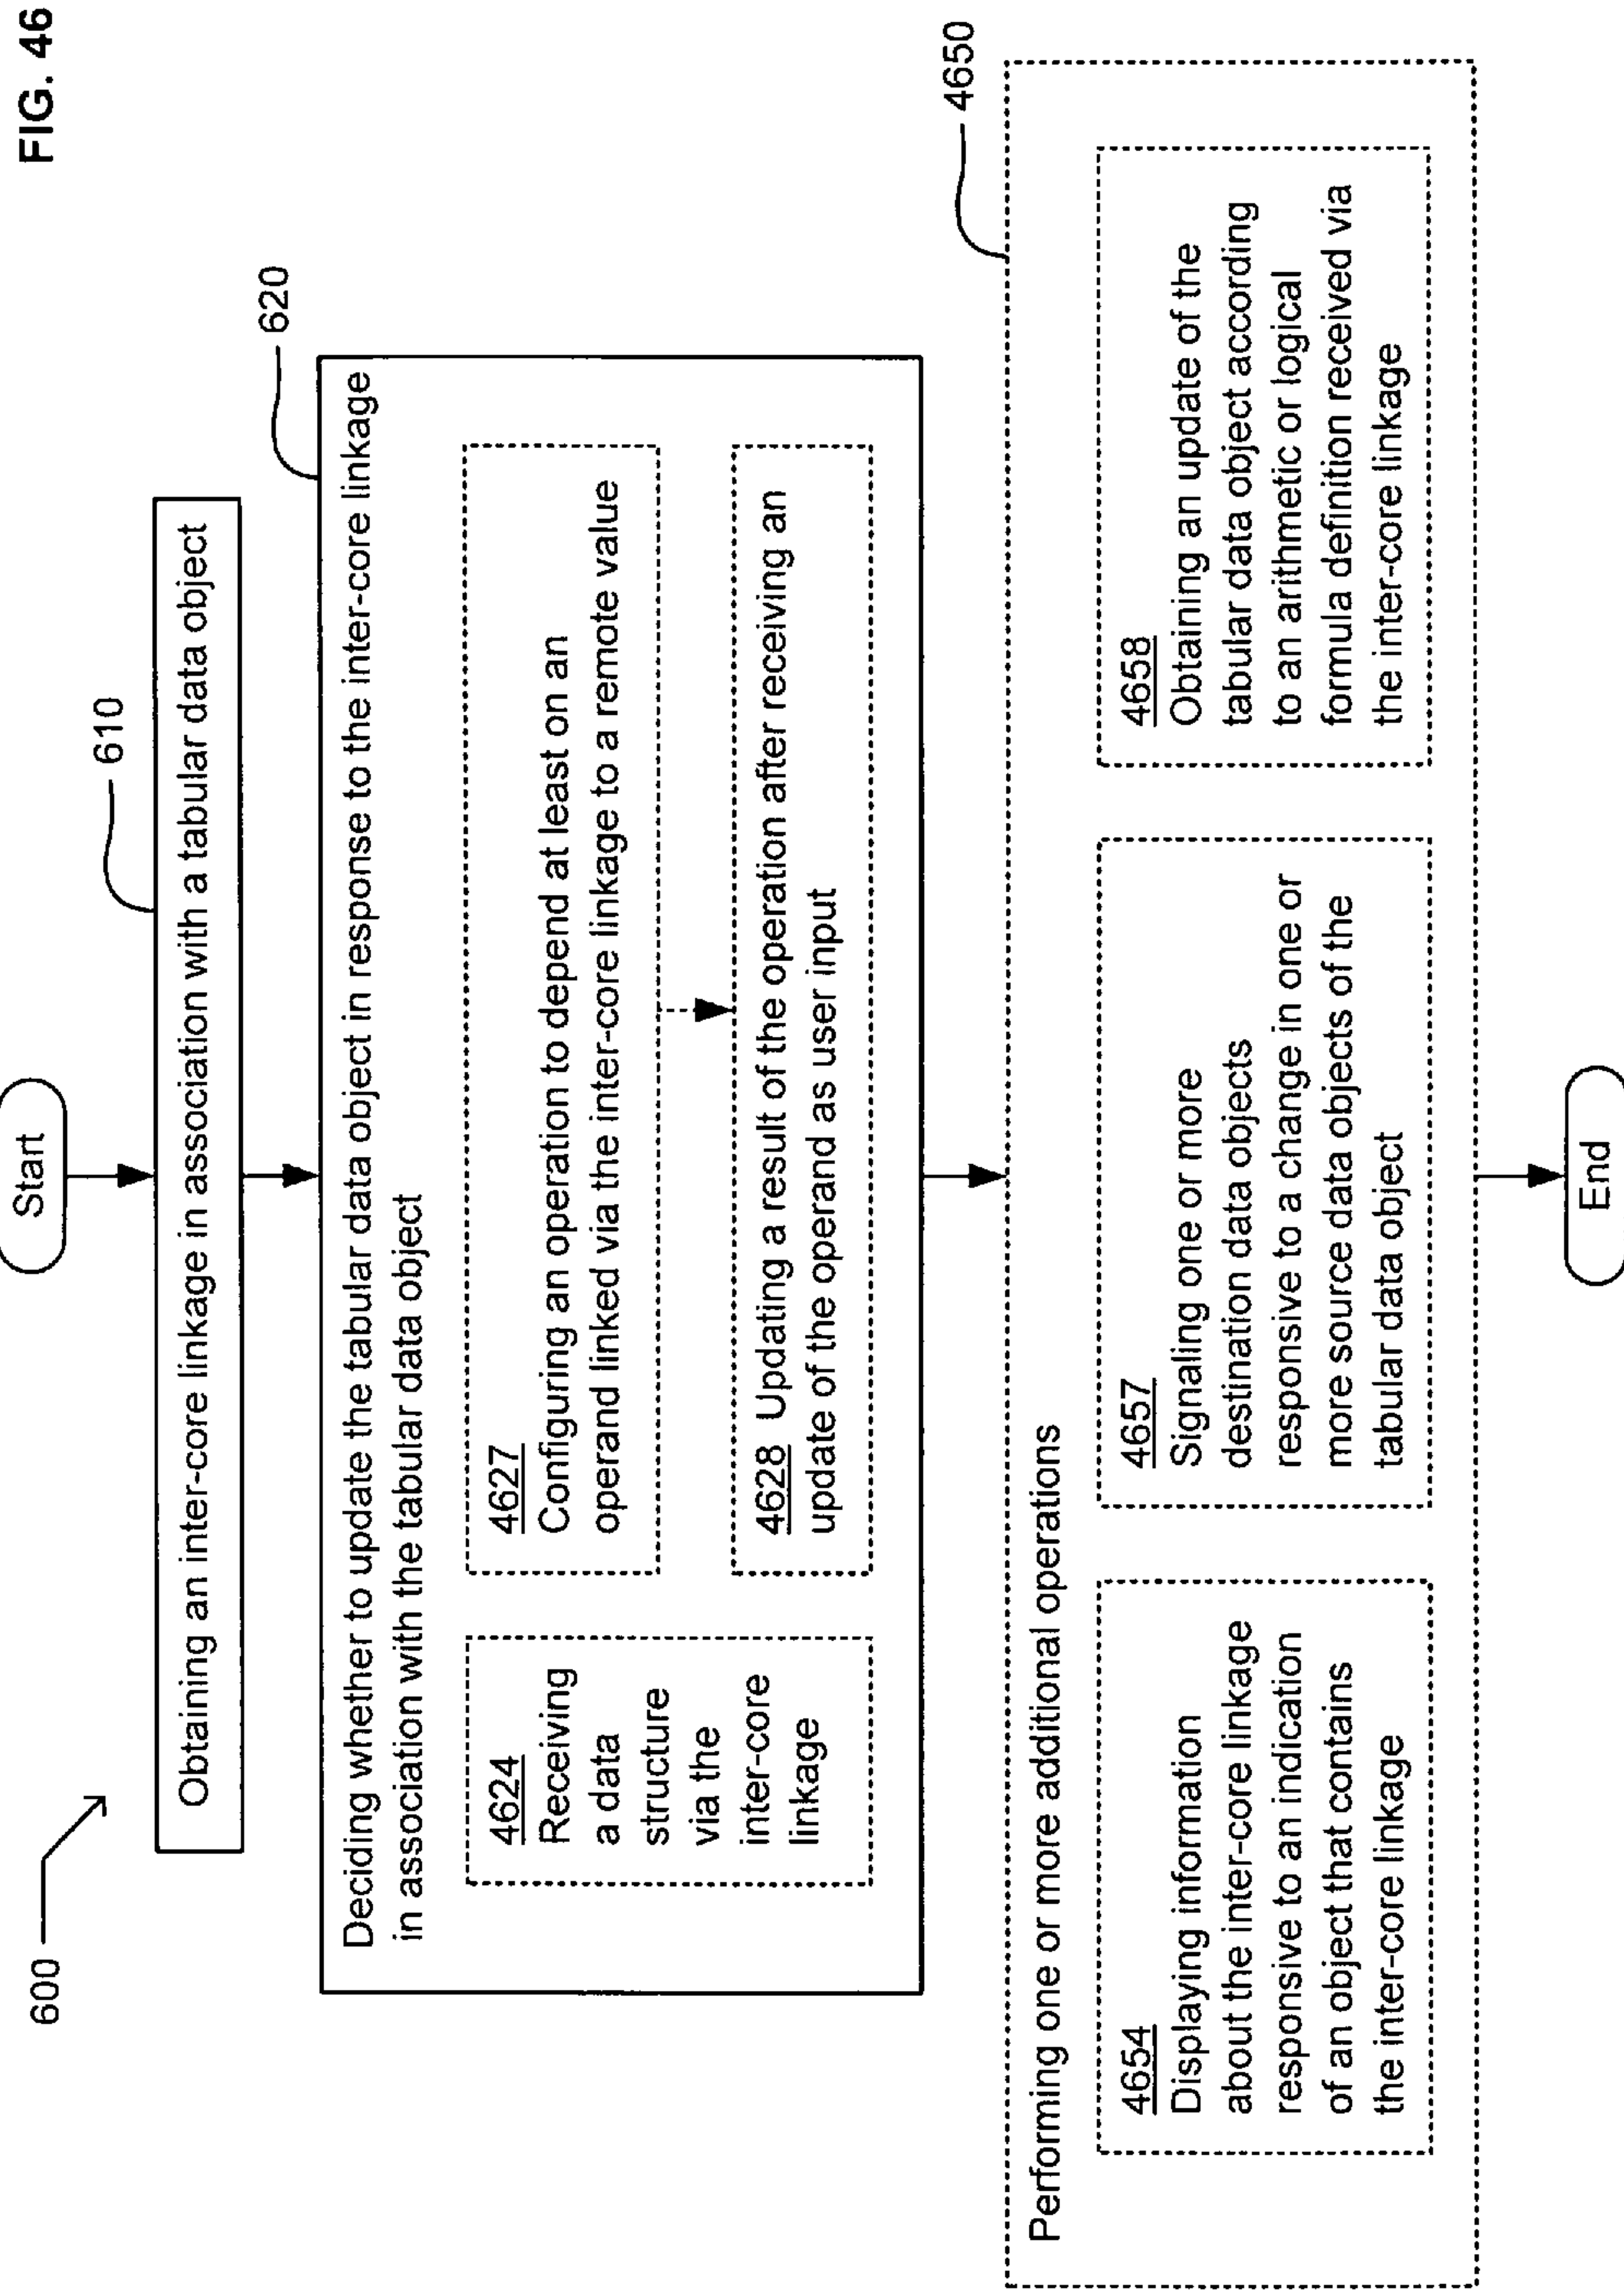 FIG. 46
600
Start
610
Obtaining an inter-core linkage in association with a tabular data object
620
Deciding whether to update the tabular data object in response to the inter-core linkage
in association with the tabular data object
4624
Receiving
a data
structure
via the
inter-core
linkage
4627
Configuring an operation to depend at least on an
operand linked via the inter-core linkage to a remote value
4628 Updating a result of the operation after receiving an
update of the operand as user input
4650
Performing one or more additional operations
4654
Displaying information
about the inter-core linkage
responsive to an indication
of an object that contains
the inter-core linkage
4657
Signaling one or more
destination data objects
responsive to a change in one or
more source data objects of the
tabular data object
4658
Obtaining an update of the
tabular data object according
to an arithmetic or logical
formula definition received via
the inter-core linkage
End